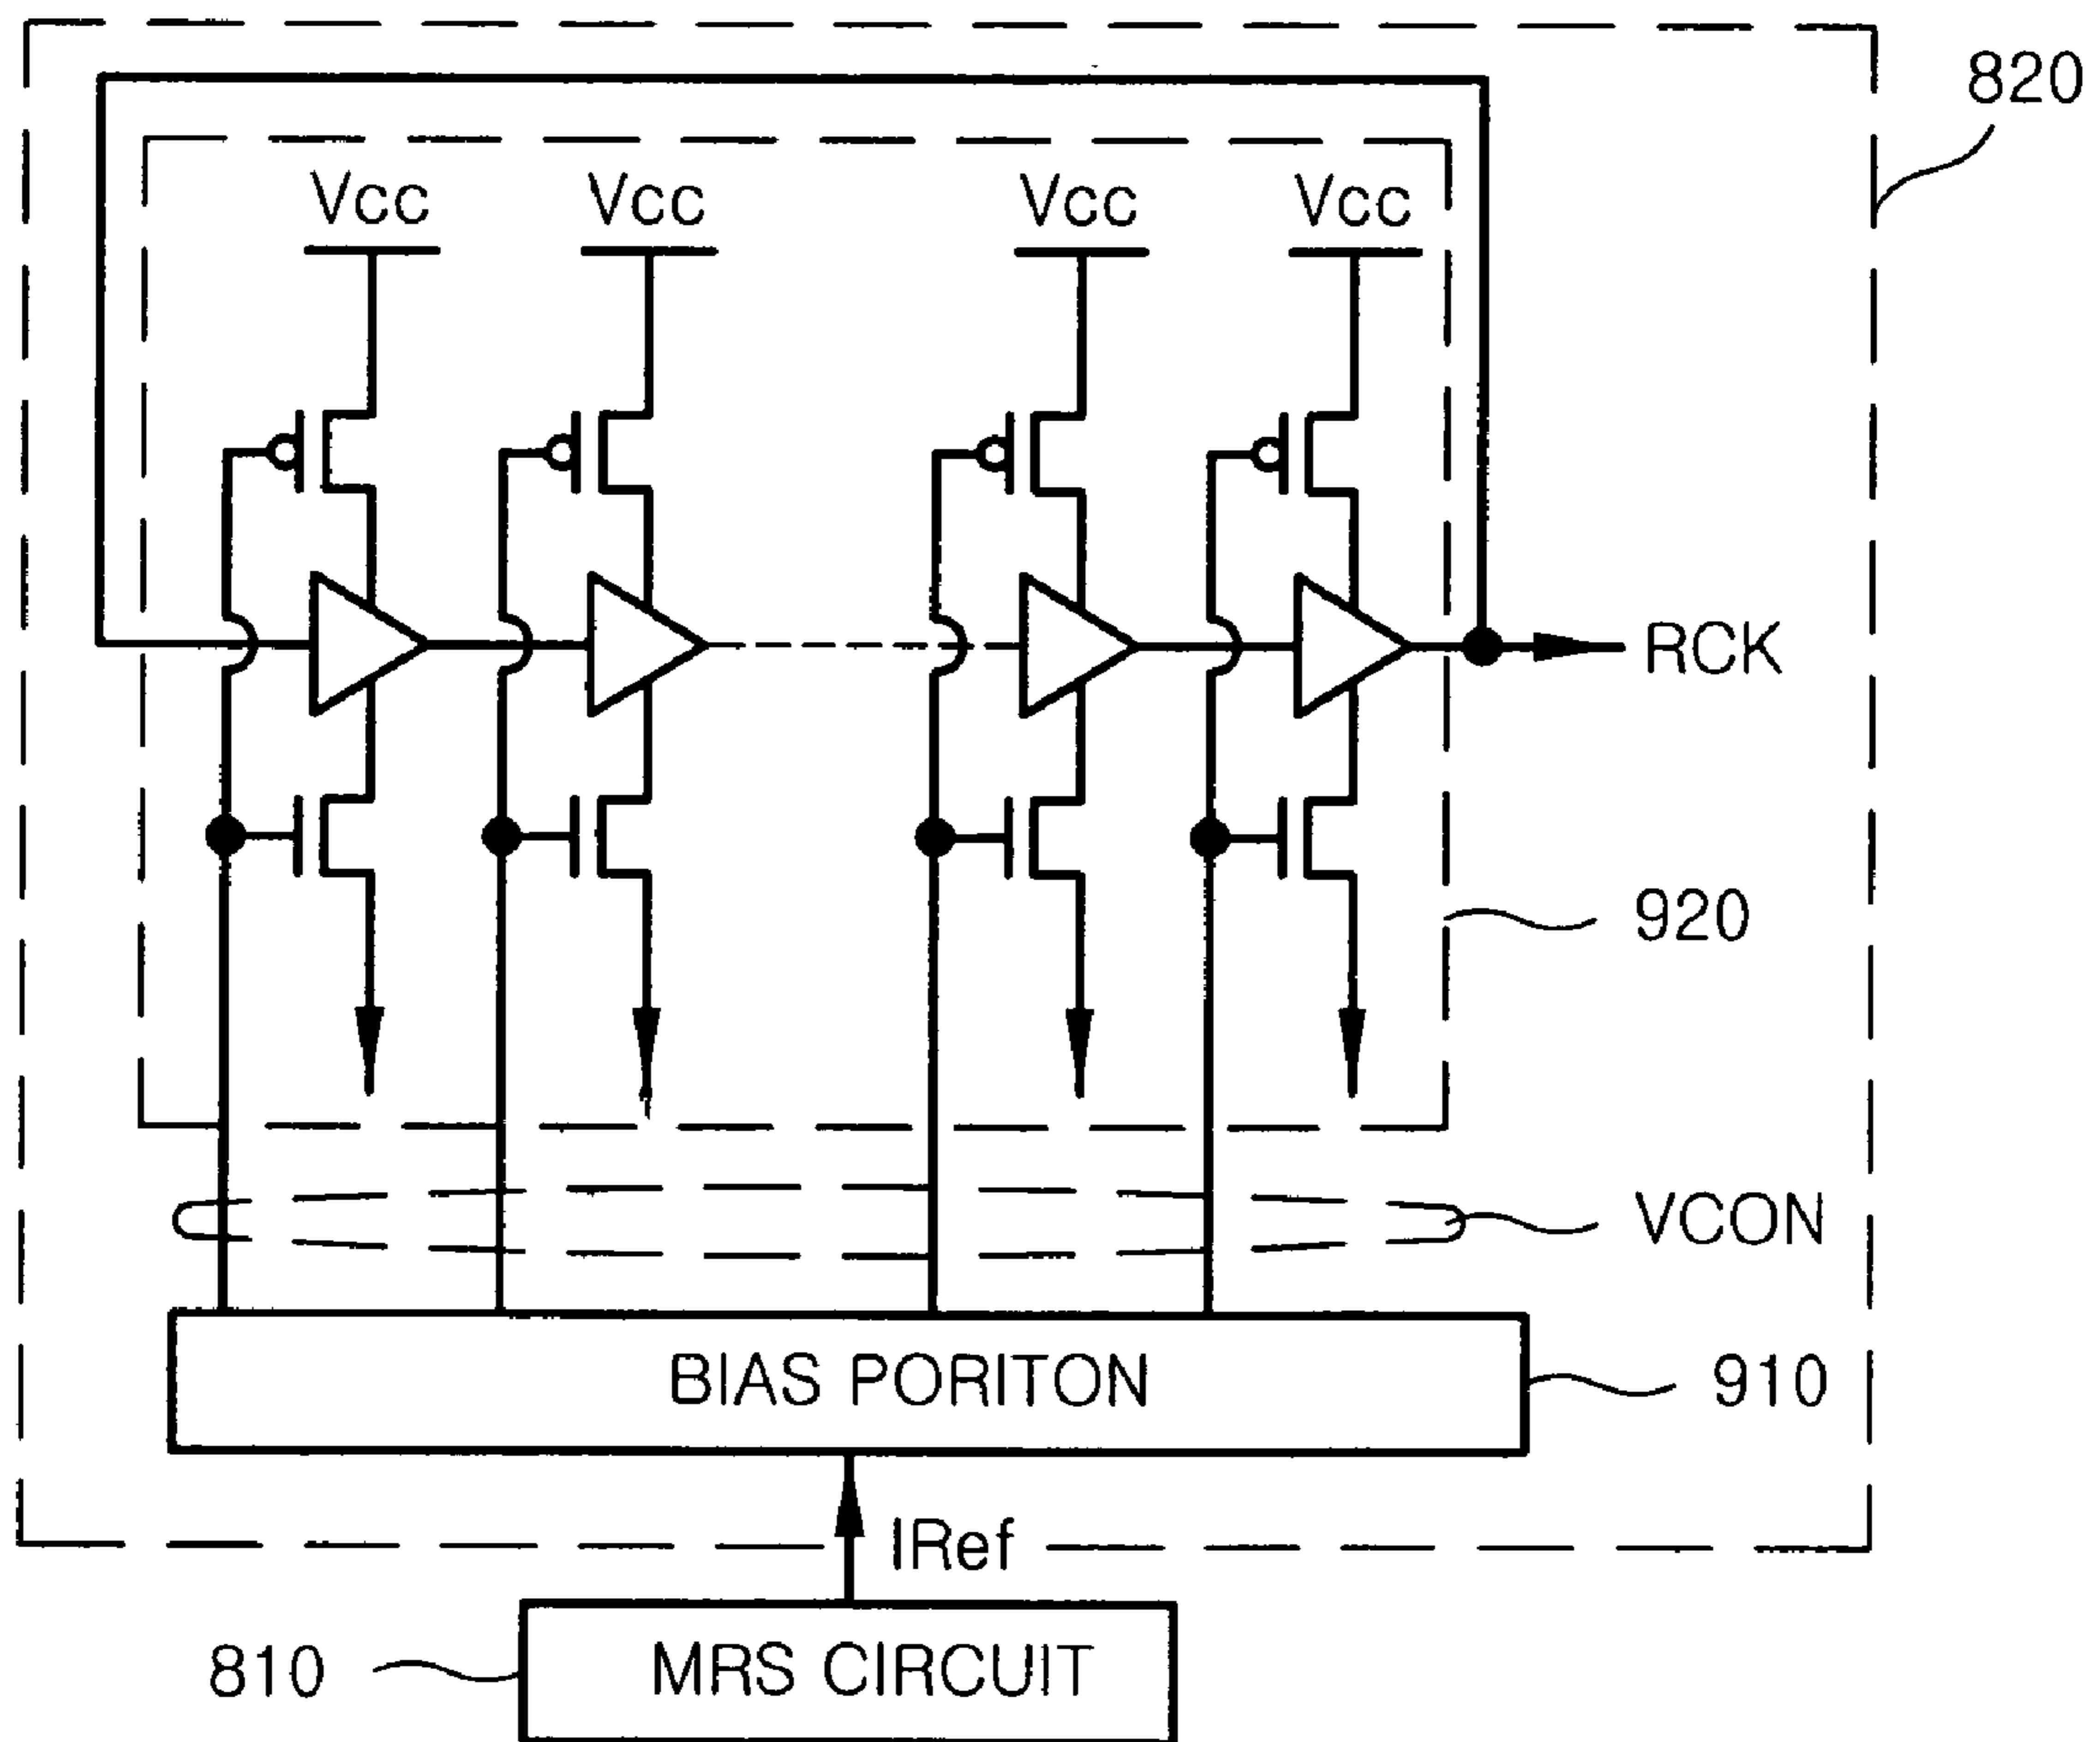 820
Vcc Vcc Vcc Vcc
RCK
920
VCON
BIAS PORITON
910
IRef
810
MRS CIRCUIT